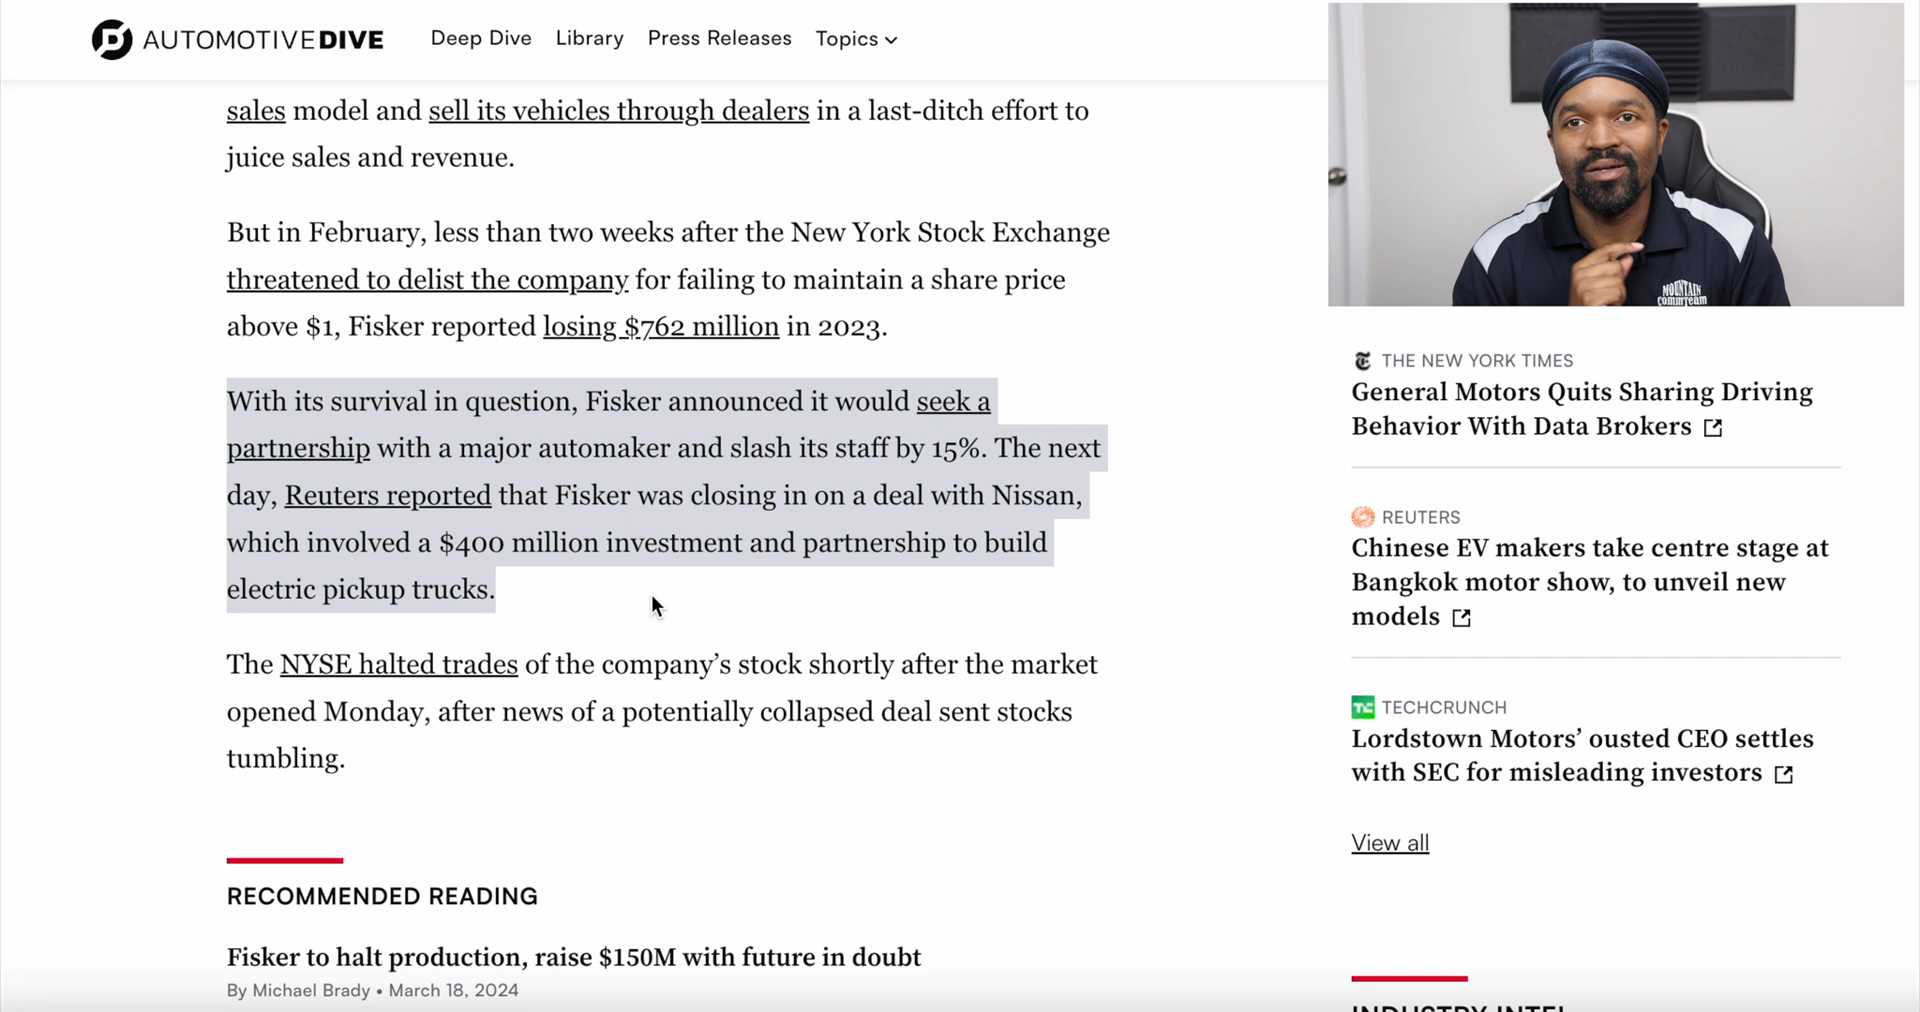 AUTOMOTIVEDIVE
Deep Dive
Library
Press Releases
Topics
sales model and sell its vehicles through dealers in a last-ditch effort to
juice sales and revenue.
But in February, less than two weeks after the New York Stock Exchange
threatened to delist the company for failing to maintain a share price
above $1, Fisker reported losing $762 million in 2023.
With its survival in question, Fisker announced it would seek a
partnership with a major automaker and slash its staff by 15%. The next
day, Reuters reported that Fisker was closing in on a deal with Nissan,
which involved a $400 million investment and partnership to build
electric pickup trucks.
The NYSE halted trades of the company’s stock shortly after the market
opened Monday, after news of a potentially collapsed deal sent stocks
tumbling.
RECOMMENDED READING
Fisker to halt production, raise $150M with future in doubt
By Michael Brady • March 18, 2024
MOUNTAIN
CommTeam
THE NEW YORK TIMES
General Motors Quits Sharing Driving
Behavior With Data Brokers
REUTERS
Chinese EV makers take centre stage at
Bangkok motor show, to unveil new
models
TECHCRUNCH
Lordstown Motors’ ousted CEO settles
with SEC for misleading investors
View all
INDUSTRY INTEL